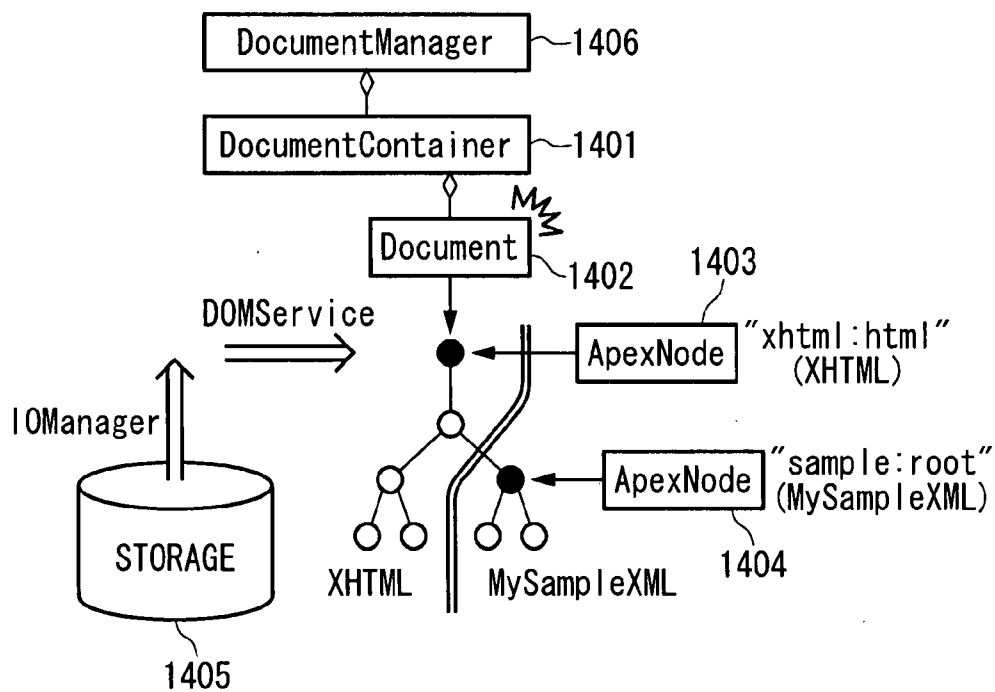 DocumentManager
1406
DocumentContainer
1401
Document
1402
1403
DOMService
ApexNode
"xhtml:html"
(XHTML)
IOManager
ApexNode
"sample:root"
(MySampleXML)
STORAGE
XHTML
MySampleXML
1404
1405